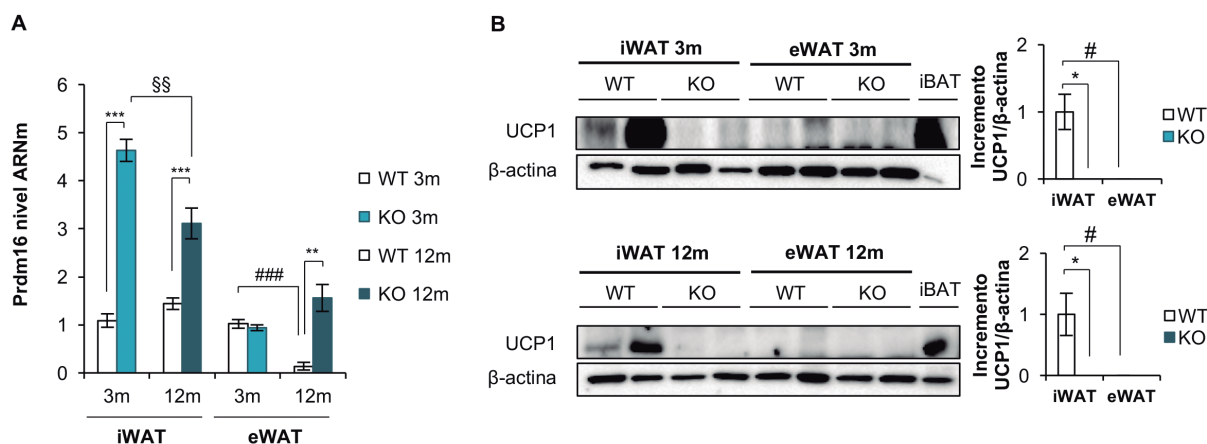 A
Prdm16 nivel ARNm
6
5
4
3
2
1
0
***
§§
***
###
**
3m
12m
3m
12m
iWAT
eWAT
WT 3m
KO 3m
WT 12m
KO 12m
B
iWAT 3m
eWAT 3m
WT
KO
WT
KO
iBAT
UCP1
β-actina
Incremento
UCP1/β-actina
2
1
0
#
*
iWAT
eWAT
WT
KO
iWAT 12m
eWAT 12m
WT
KO
WT
KO
iBAT
UCP1
β-actina
Incremento
UCP1/β-actina
2
1
0
#
*
iWAT
eWAT
WT
KO